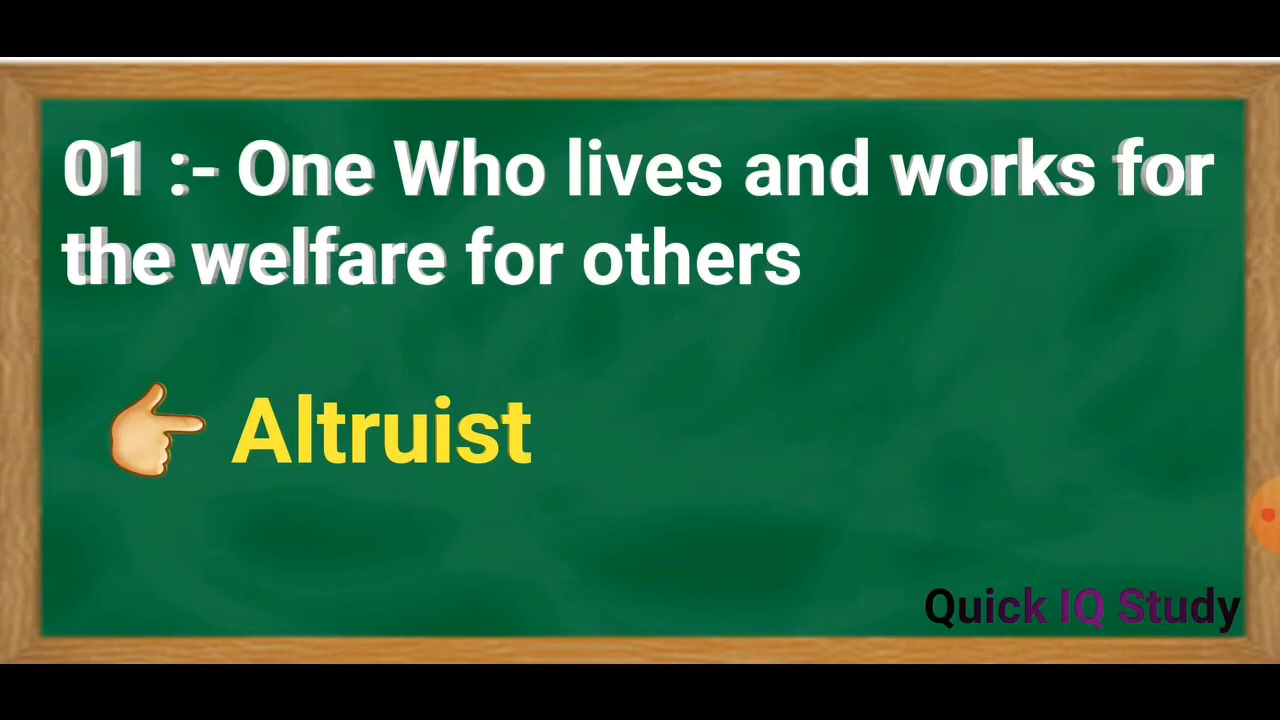 01 :- One Who lives and works for
the welfare for others
👉 Altruist
Quick IQ Study